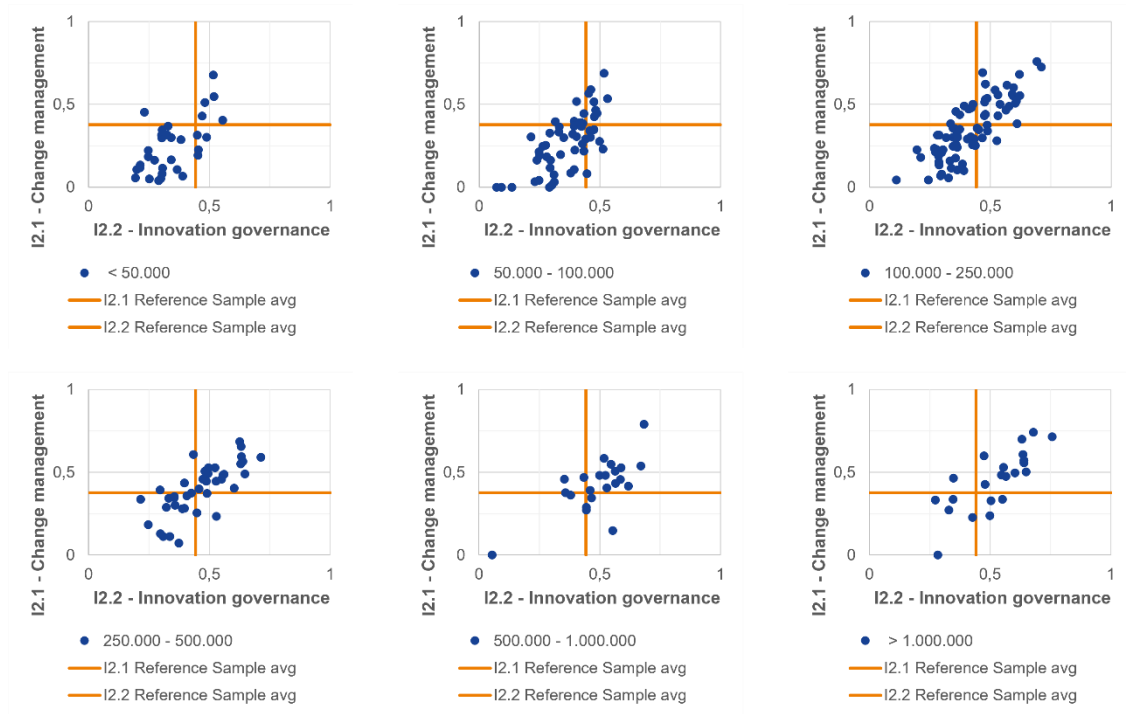 1
0,5
0
0
0,5
1
I2.1 - Change management
I2.2 - Innovation governance
< 50.000
I2.1 Reference Sample avg
I2.2 Reference Sample avg
1
0,5
0
0
0,5
1
I2.1 - Change management
I2.2 - Innovation governance
50.000 - 100.000
I2.1 Reference Sample avg
I2.2 Reference Sample avg
1
0,5
0
0
0,5
1
I2.1 - Change management
I2.2 - Innovation governance
100.000 - 250.000
I2.1 Reference Sample avg
I2.2 Reference Sample avg
1
0,5
0
0
0,5
1
I2.1 - Change management
I2.2 - Innovation governance
250.000 - 500.000
I2.1 Reference Sample avg
I2.2 Reference Sample avg
1
0,5
0
0
0,5
1
I2.1 - Change management
I2.2 - Innovation governance
500.000 - 1.000.000
I2.1 Reference Sample avg
I2.2 Reference Sample avg
1
0,5
0
0
0,5
1
I2.1 - Change management
I2.2 - Innovation governance
> 1.000.000
I2.1 Reference Sample avg
I2.2 Reference Sample avg